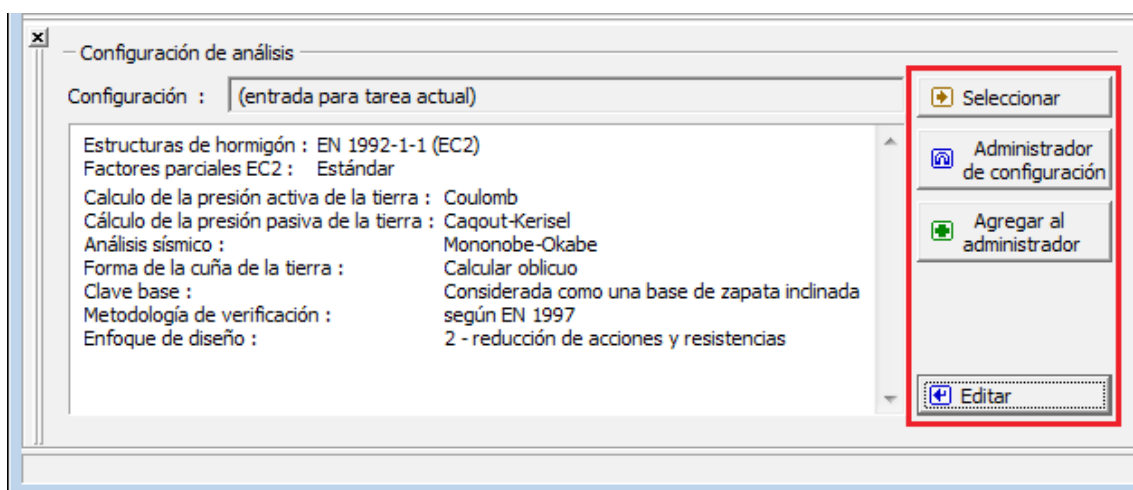 Configuración de análisis
Configuración : (entrada para tarea actual)
Seleccionar
Estructuras de hormigón : EN 1992-1-1 (EC2)
Factores parciales EC2 : Estándar
Calculo de la presión activa de la tierra : Coulomb
Cálculo de la presión pasiva de la tierra : Caqout-Kerisel
Análisis sísmico : Mononobe-Okabe
Forma de la cuña de la tierra : Calcular oblicuo
Clave base : Considerada como una base de zapata inclinada
Metodología de verificación : según EN 1997
Enfoque de diseño : 2 - reducción de acciones y resistencias
Administrador
de configuración
Agregar al
administrador
Editar